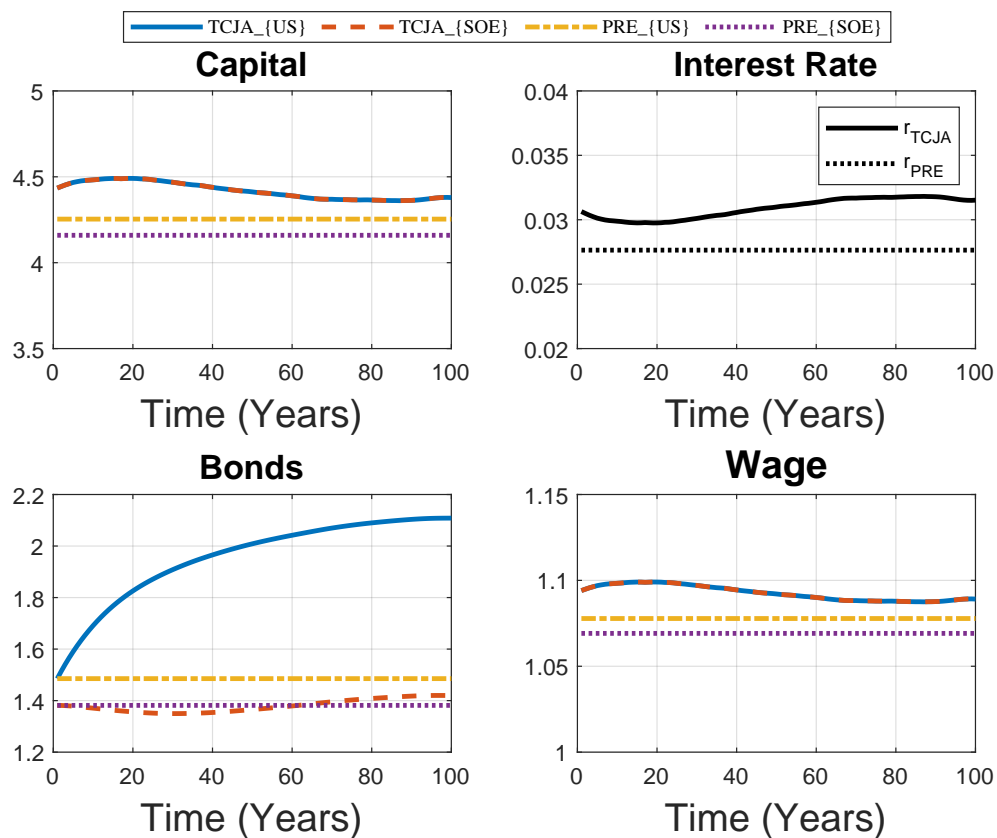 TCJA_{US} TCJA_{SOE} PRE_{US} PRE_{SOE}
Capital
5
4.5
4
3.5
0 20 40 60 80 100
Time (Years)
Interest Rate
0.04
0.035
0.03
0.025
0.02
r_TCJA
r_PRE
0 20 40 60 80 100
Time (Years)
Bonds
2.2
2
1.8
1.6
1.4
1.2
0 20 40 60 80 100
Time (Years)
Wage
1.15
1.1
1.05
1
0 20 40 60 80 100
Time (Years)